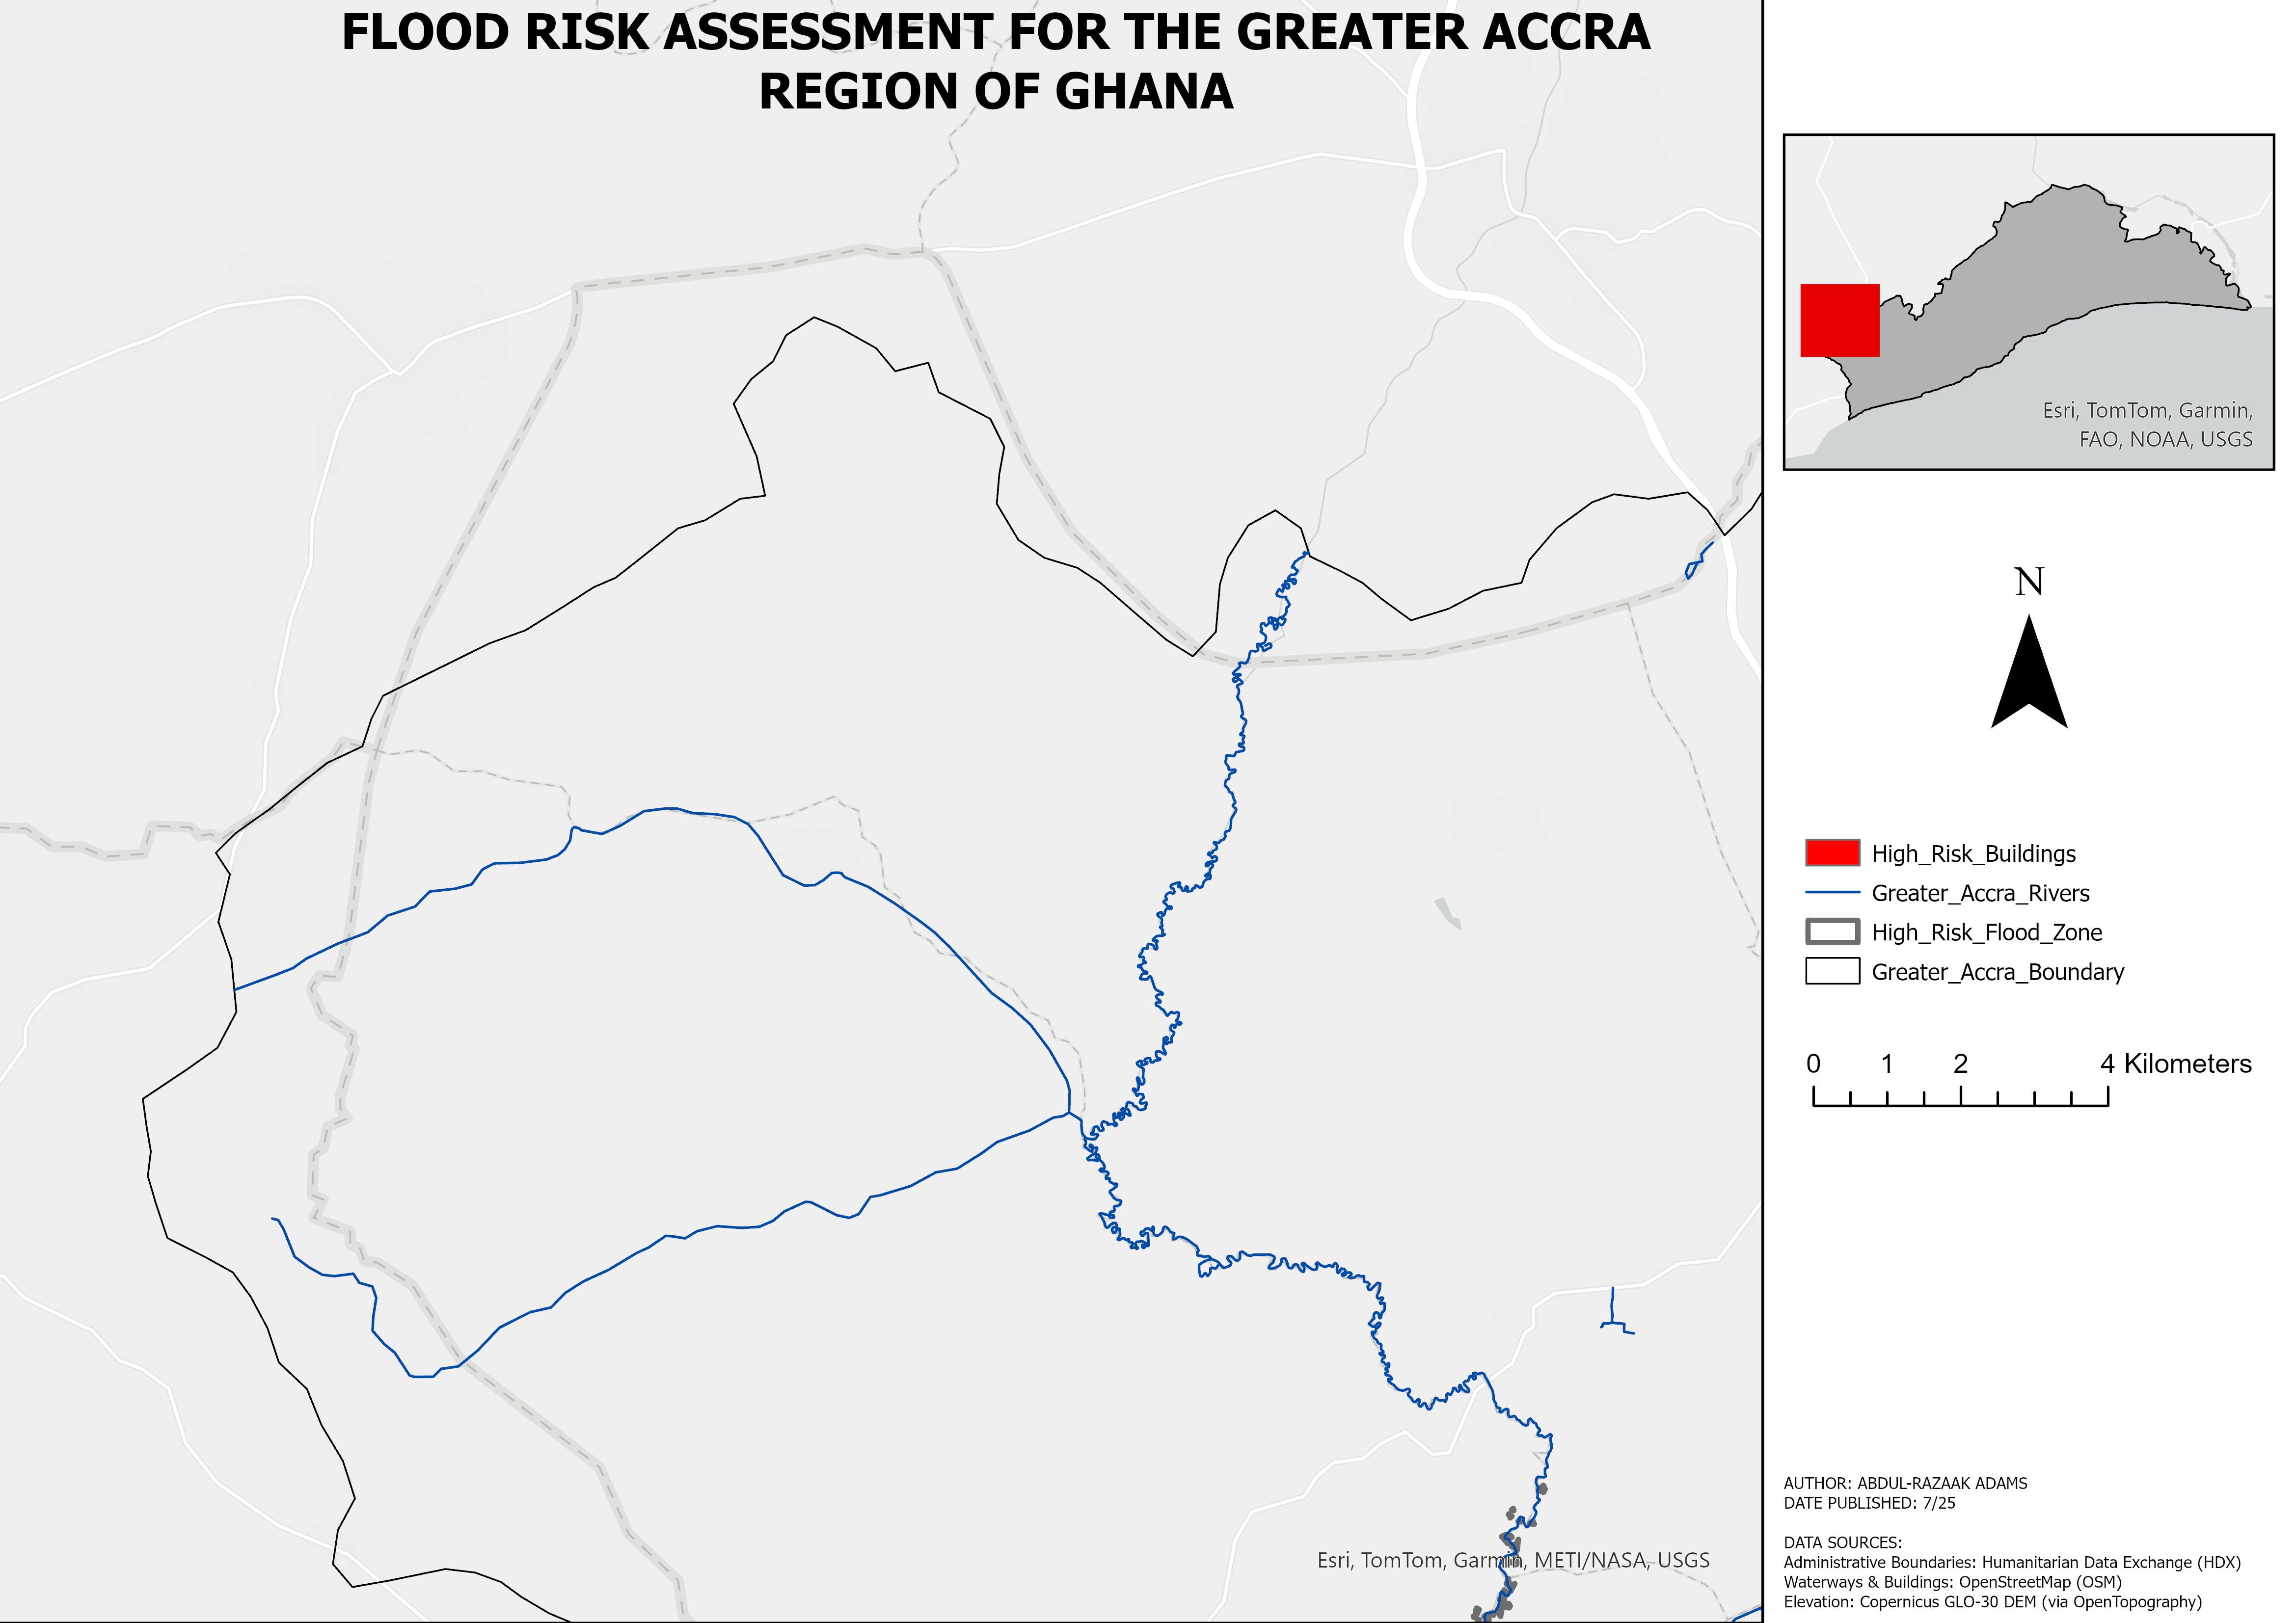 FLOOD RISK ASSESSMENT FOR THE GREATER ACCRA
REGION OF GHANA
Esri, TomTom, Garmin,
FAO, NOAA, USGS
N
High_Risk_Buildings
Greater_Accra_Rivers
High_Risk_Flood_Zone
Greater_Accra_Boundary
0 1 2 4 Kilometers
Esri, TomTom, Garmin, METI/NASA, USGS
AUTHOR: ABDUL-RAZAAK ADAMS
DATE PUBLISHED: 7/25
DATA SOURCES:
Administrative Boundaries: Humanitarian Data Exchange (HDX)
Waterways & Buildings: OpenStreetMap (OSM)
Elevation: Copernicus GLO-30 DEM (via OpenTopography)